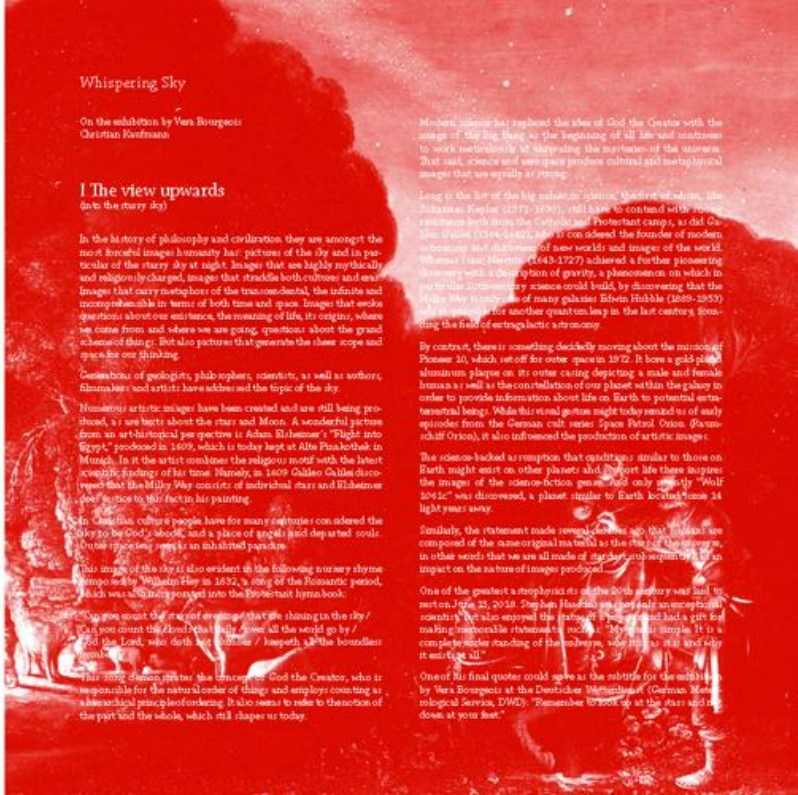 Whispering Sky
On the exhibition by Vera Bourgeois
Christian Kaufmann
I The view upwards
(into the starry sky)
In the history of philosophy and civilization they are amongst the
most forceful images humanity has: pictures of the sky and in par-
ticular of the starry sky at night. Images that are highly mythically
and religiously charged, images that straddle both cultures and eras.
Images that carry metaphors of the transcendental, the infinite and
incomprehensible in terms of both time and space. Images that evoke
questions about our existence, the meaning of life, its origins, where
we come from and where we are going, questions about the grand
scheme of things. But also pictures that generate the sheer scope and
space for our thinking.
Generations of geologists, philosophers, scientists, as well as authors,
filmmakers and artists have addressed the topic of the sky.
Numerous artistic images have been created and are still being pro-
duced, as are texts about the stars and Moon. A wonderful picture
from an art-historical perspective is Adam Elsheimer's "Flight into
Egypt," produced in 1609, which is today kept at Alte Pinakothek in
Munich. In it the artist combines the religious motif with the latest
scientific findings of his time. Namely, in 1609 Galileo Galilei disco-
vered that the Milky Way consists of individual stars and Elsheimer
does justice to this fact in his painting.
In Christian culture people have for many centuries considered the
sky to be God's abode, and a place of angels and departed souls.
Outer space as an inhabited paradise.
This image of the sky is also evident in the following nursery rhyme
composed by Wilhelm Hey in 1832, a song of the Romantic period,
which was also incorporated into the Protestant hymnbook:
"Can you count the stars of evening that are shining in the sky /
Can you count the clouds that daily / over all the world go by /
God the Lord, who doth not slumber / keepeth all the boundless
This song demonstrates the concept of God the Creator, who is
responsible for the natural order of things and employs counting as
a hierarchical principle of ordering. It also seems to refer to the notion of
the part and the whole, which still shapes us today.
Modern science has replaced the idea of God the Creator with the
image of the Big Bang as the beginning of all life and continues
to work meticulously at unraveling the mysteries of the universe.
That said, science and aerospace produce cultural and metaphysical
images that are equally as strong.
Long is the list of the big names in science, the first of whom, like
Johannes Kepler (1571-1630), still have to contend with
both from the Catholic and Protestant camps, as did Ga-
lileo Galilei (1564-1642), who is considered the founder of modern
astronomy and discoverer of new worlds and images of the world.
Whereas Isaac Newton (1643-1727) achieved a further pioneering
discovery with a description of gravity, a phenomenon on which in
particular 20th-century science could build, by discovering that the
Milky Way is only one of many galaxies Edwin Hubble (1889-1953)
for another quantum leap in the last century, foun-
ding the field of extragalactic astronomy.
By contrast, there is something decidedly moving about the mission of
Pioneer 10, which set off for outer space in 1972. It bore a gold-plated
aluminum plaque on its outer casing depicting a male and female
human as well as the constellation of our planet within the galaxy in
order to provide information about life on Earth to potential extra-
terrestrial beings. While this visual gesture might today remind us of early
episodes from the German cult series Space Patrol Orion (Raum-
schiff Orion), it also influenced the production of artistic images.
The science-backed assumption that conditions similar to those on
Earth might exist on other planets and support life there inspires
the images of the science-fiction genre. And only recently "Wolf
1061c" was discovered, a planet similar to Earth located some 14
light years away.
Similarly, the statement made several decades ago that humans are
composed of the same original material as the stars of the universe,
in other words that we are all made of stardust, subsequently had an
impact on the nature of images produced.
One of the greatest astrophysicists of the 20th century was laid to
rest on June 15, 2018. Stephen Hawking was not only an exceptional
scientist but also enjoyed the status of a and had a gift for
making memorable statements, such as "My goal is simple. It is a
complete understanding of the universe, why it is as it is and why
it exists at all."
One of his final quotes could serve as the subtitle for the exhibition
by Vera Bourgeois at the Deutscher Wetterdienst (German Meteo-
rological Service, DWD): "Remember to look up at the stars and not
down at your feet."